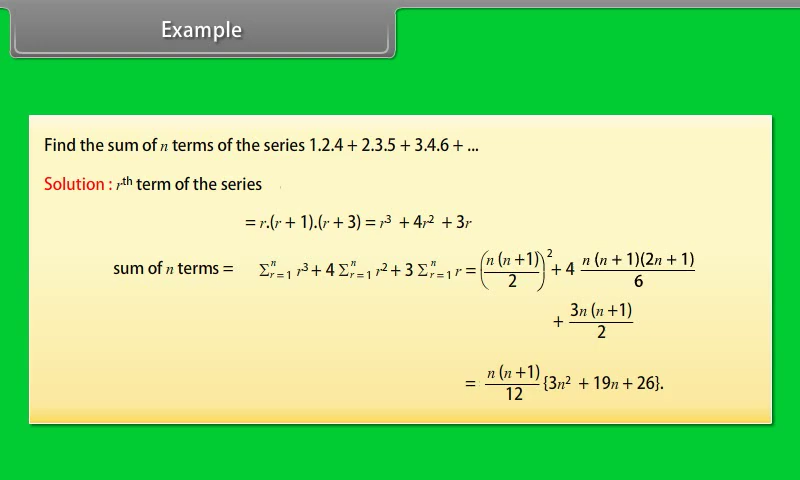 Example
Find the sum of n terms of the series 1.2.4 + 2.3.5 + 3.4.6 + ...
Solution : rᵗʰ term of the series
= r.(r + 1).(r + 3) = r³ + 4r² + 3r
sum of n terms = Σⁿᵣ₌₁ r³ + 4 Σⁿᵣ₌₁ r² + 3 Σⁿᵣ₌₁ r = (n (n +1)/2)² + 4 n (n + 1)(2n + 1)/6
+ 3n (n +1)/2
= n (n +1)/12 {3n² + 19n + 26}.